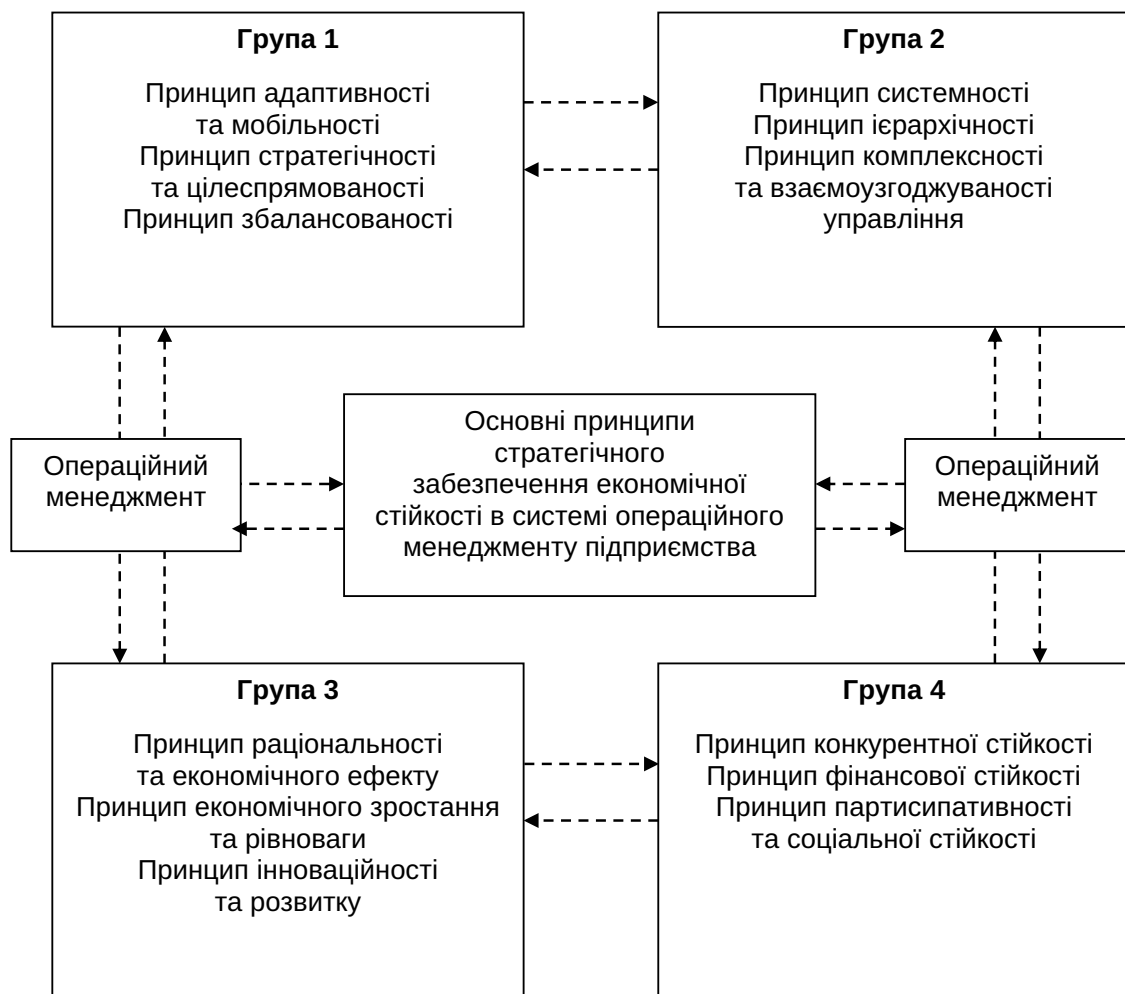 Група 1
Принцип адаптивності
та мобільності
Принцип стратегічності
та цілеспрямованості
Принцип збалансованості
Група 2
Принцип системності
Принцип ієрархічності
Принцип комплексності
та взаємоузгоджуваності
управління
Операційний
менеджмент
Основні принципи
стратегічного
забезпечення економічної
стійкості в системі операційного
менеджменту підприємства
Операційний
менеджмент
Група 3
Принцип раціональності
та економічного ефекту
Принцип економічного зростання
та рівноваги
Принцип інноваційності
та розвитку
Група 4
Принцип конкурентної стійкості
Принцип фінансової стійкості
Принцип партисипативності
та соціальної стійкості